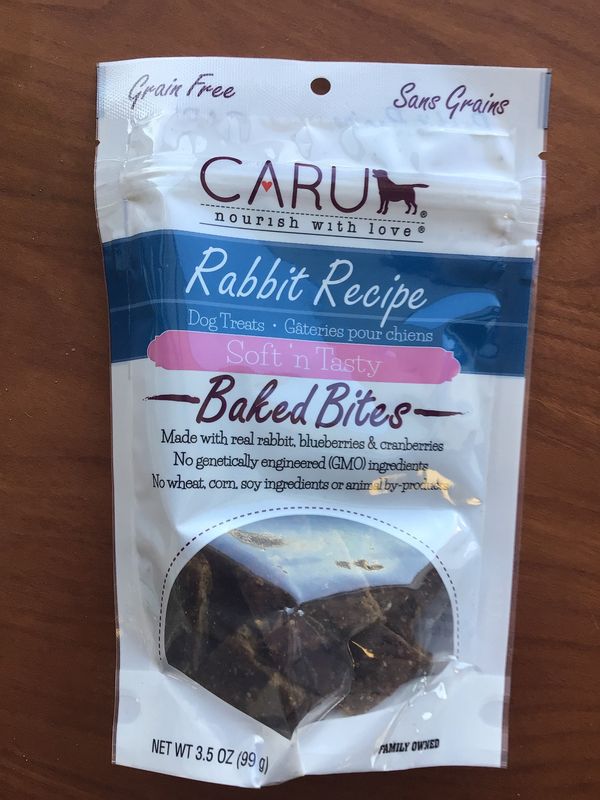 Grain Free
Sans Grains
CARU®
nourish with love®
Rabbit Recipe
Dog Treats • Gâteries pour chiens
Soft 'n Tasty
Baked Bites
Made with real rabbit, blueberries & cranberries
No genetically engineered (GMO) ingredients
No wheat, corn, soy ingredients or animal by-products
NET WT 3.5 OZ (99 g)
FAMILY OWNED